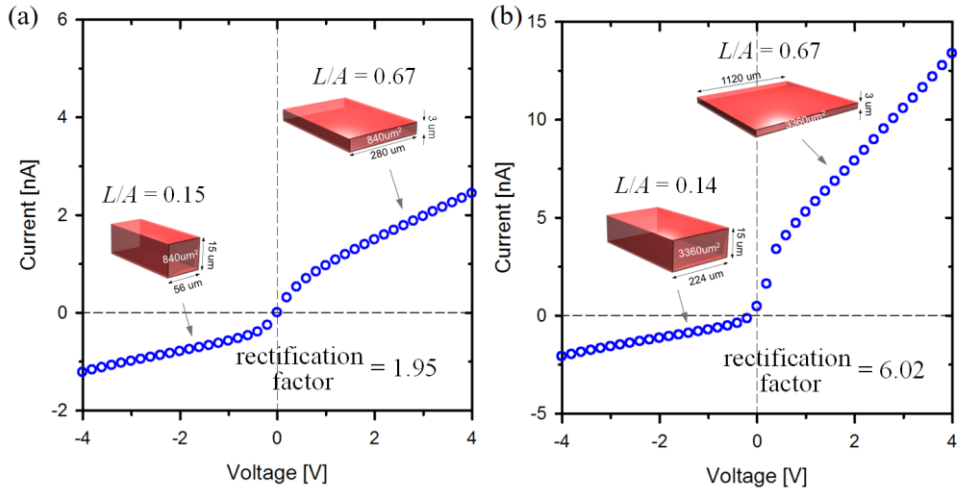 (a)
6
4
2
0
-2
Current [nA]
-4
-2
0
2
4
Voltage [V]
L/A = 0.67
840um²
3 um
280 um
L/A = 0.15
840um²
15 um
56 um
rectification
factor = 1.95
(b)
15
10
5
0
-5
Current [nA]
-4
-2
0
2
4
Voltage [V]
L/A = 0.67
1120 um
3360um²
3 um
L/A = 0.14
3360um²
15 um
224 um
rectification
factor = 6.02